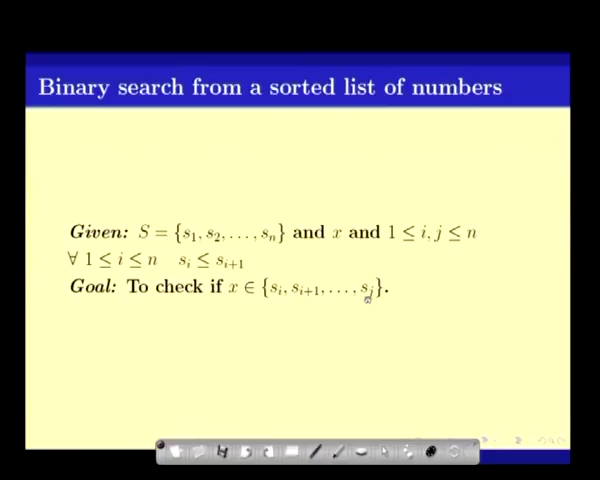 Binary search from a sorted list of numbers
Given: S = {s₁, s₂, …, sₙ} and x and 1 ≤ i, j ≤ n
∀ 1 ≤ i ≤ n sᵢ ≤ sᵢ₊₁
Goal: To check if x ∈ {sᵢ, sᵢ₊₁, …, sⱼ}.